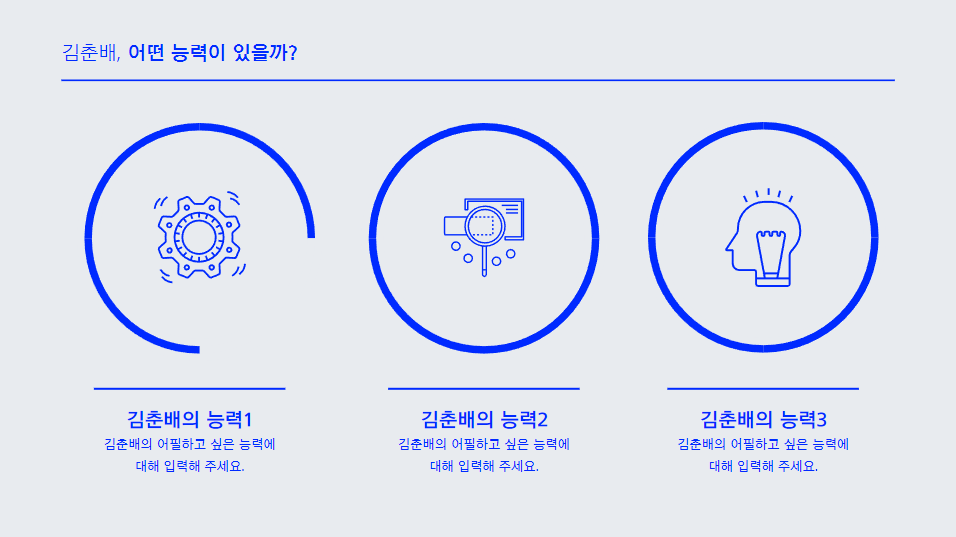 김춘배, 어떤 능력이 있을까?
김춘배의 능력1
김춘배의 어필하고 싶은 능력에
대해 입력해 주세요.
김춘배의 능력2
김춘배의 어필하고 싶은 능력에
대해 입력해 주세요.
김춘배의 능력3
김춘배의 어필하고 싶은 능력에
대해 입력해 주세요.